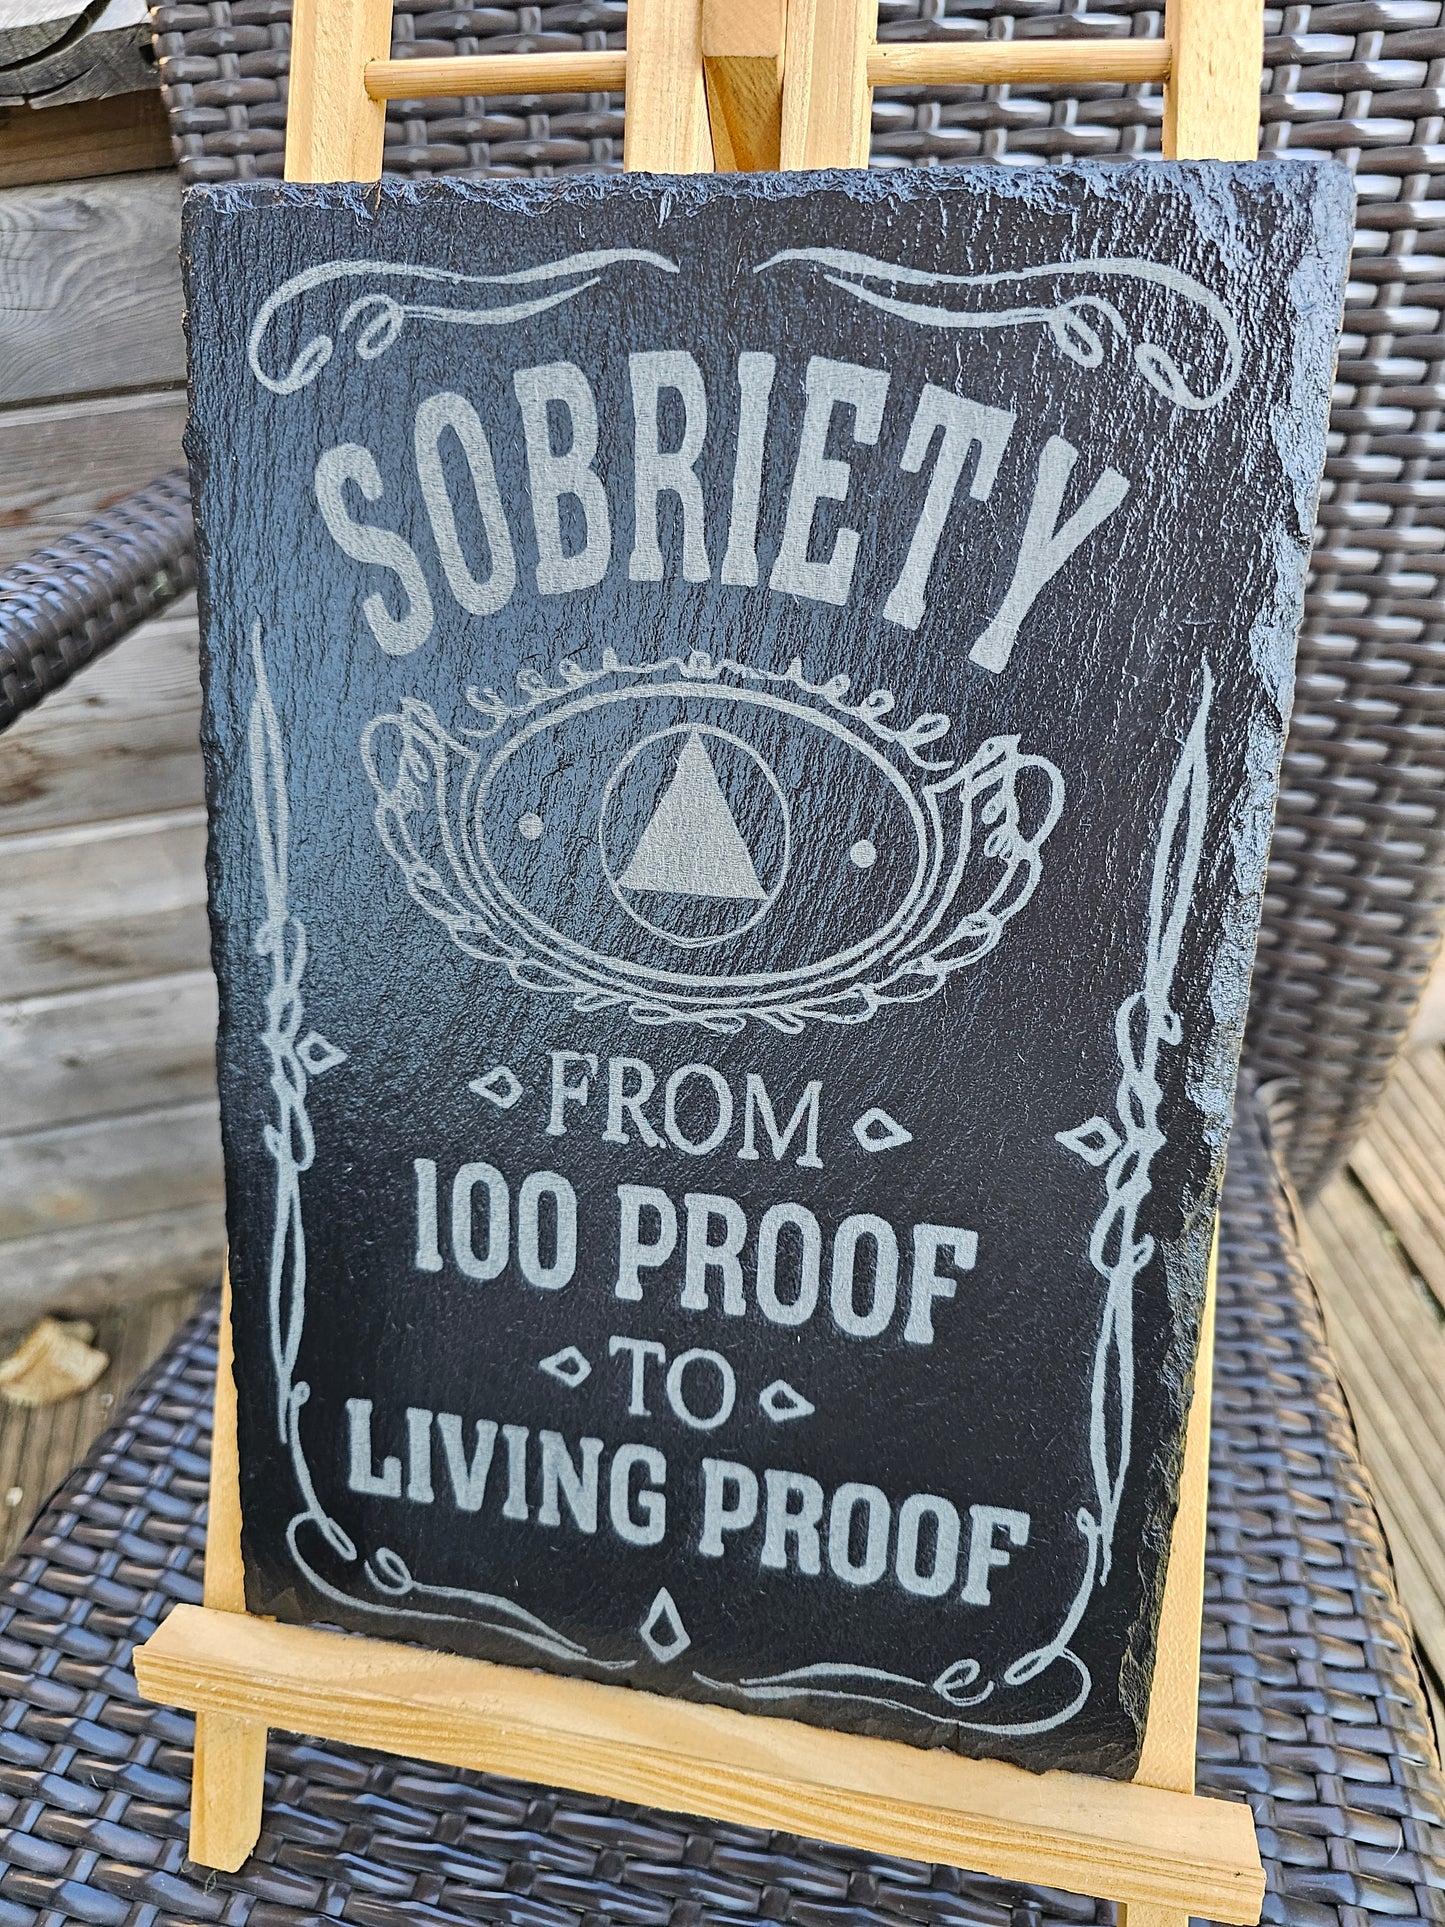 SOBRIETY
FROM
100 PROOF
TO
LIVING PROOF